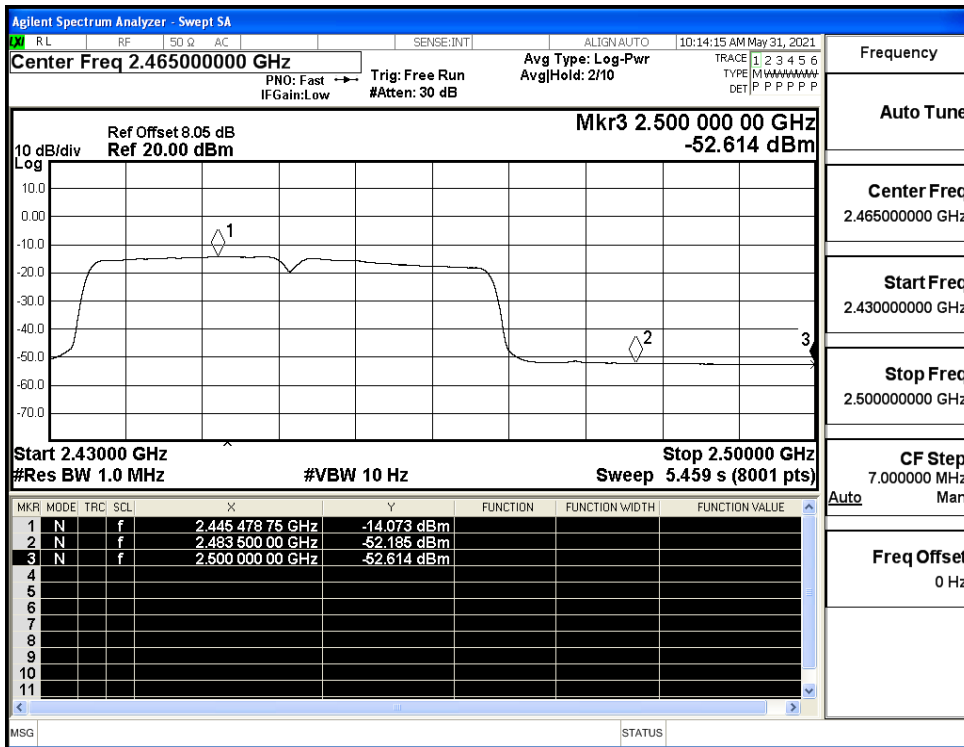 Agilent Spectrum Analyzer - Swept SA
LXI RL RF 50 Ω AC SENSE:INT ALIGN AUTO 10:14:15 AM May 31, 2021
Center Freq 2.465000000 GHz
PNO: Fast
IFGain:Low
Trig: Free Run
#Atten: 30 dB
Avg Type: Log-Pwr
Avg|Hold: 2/10
TRACE 1 2 3 4 5 6
TYPE M W W W W W
DET P P P P P P
Ref Offset 8.05 dB
10 dB/div Ref 20.00 dBm
Log
Mkr3 2.500 000 00 GHz
-52.614 dBm
10.0
0.00
-10.0
-20.0
-30.0
-40.0
-50.0
-60.0
-70.0
1
2
3
Start 2.43000 GHz Stop 2.50000 GHz
#Res BW 1.0 MHz #VBW 10 Hz Sweep 5.459 s (8001 pts)
MKR MODE TRC SCL X Y FUNCTION FUNCTION WIDTH FUNCTION VALUE
1 N f 2.445 478 75 GHz -14.073 dBm
2 N f 2.483 500 00 GHz -52.185 dBm
3 N f 2.500 000 00 GHz -52.614 dBm
4
5
6
7
8
9
10
11
MSG STATUS
Frequency
Auto Tune
Center Freq
2.465000000 GHz
Start Freq
2.430000000 GHz
Stop Freq
2.500000000 GHz
CF Step
7.000000 MHz
Auto Man
Freq Offset
0 Hz